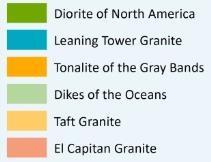 Diorite of North America
Leaning Tower Granite
Tonalite of the Gray Bands
Dikes of the Oceans
Taft Granite
El Capitan Granite